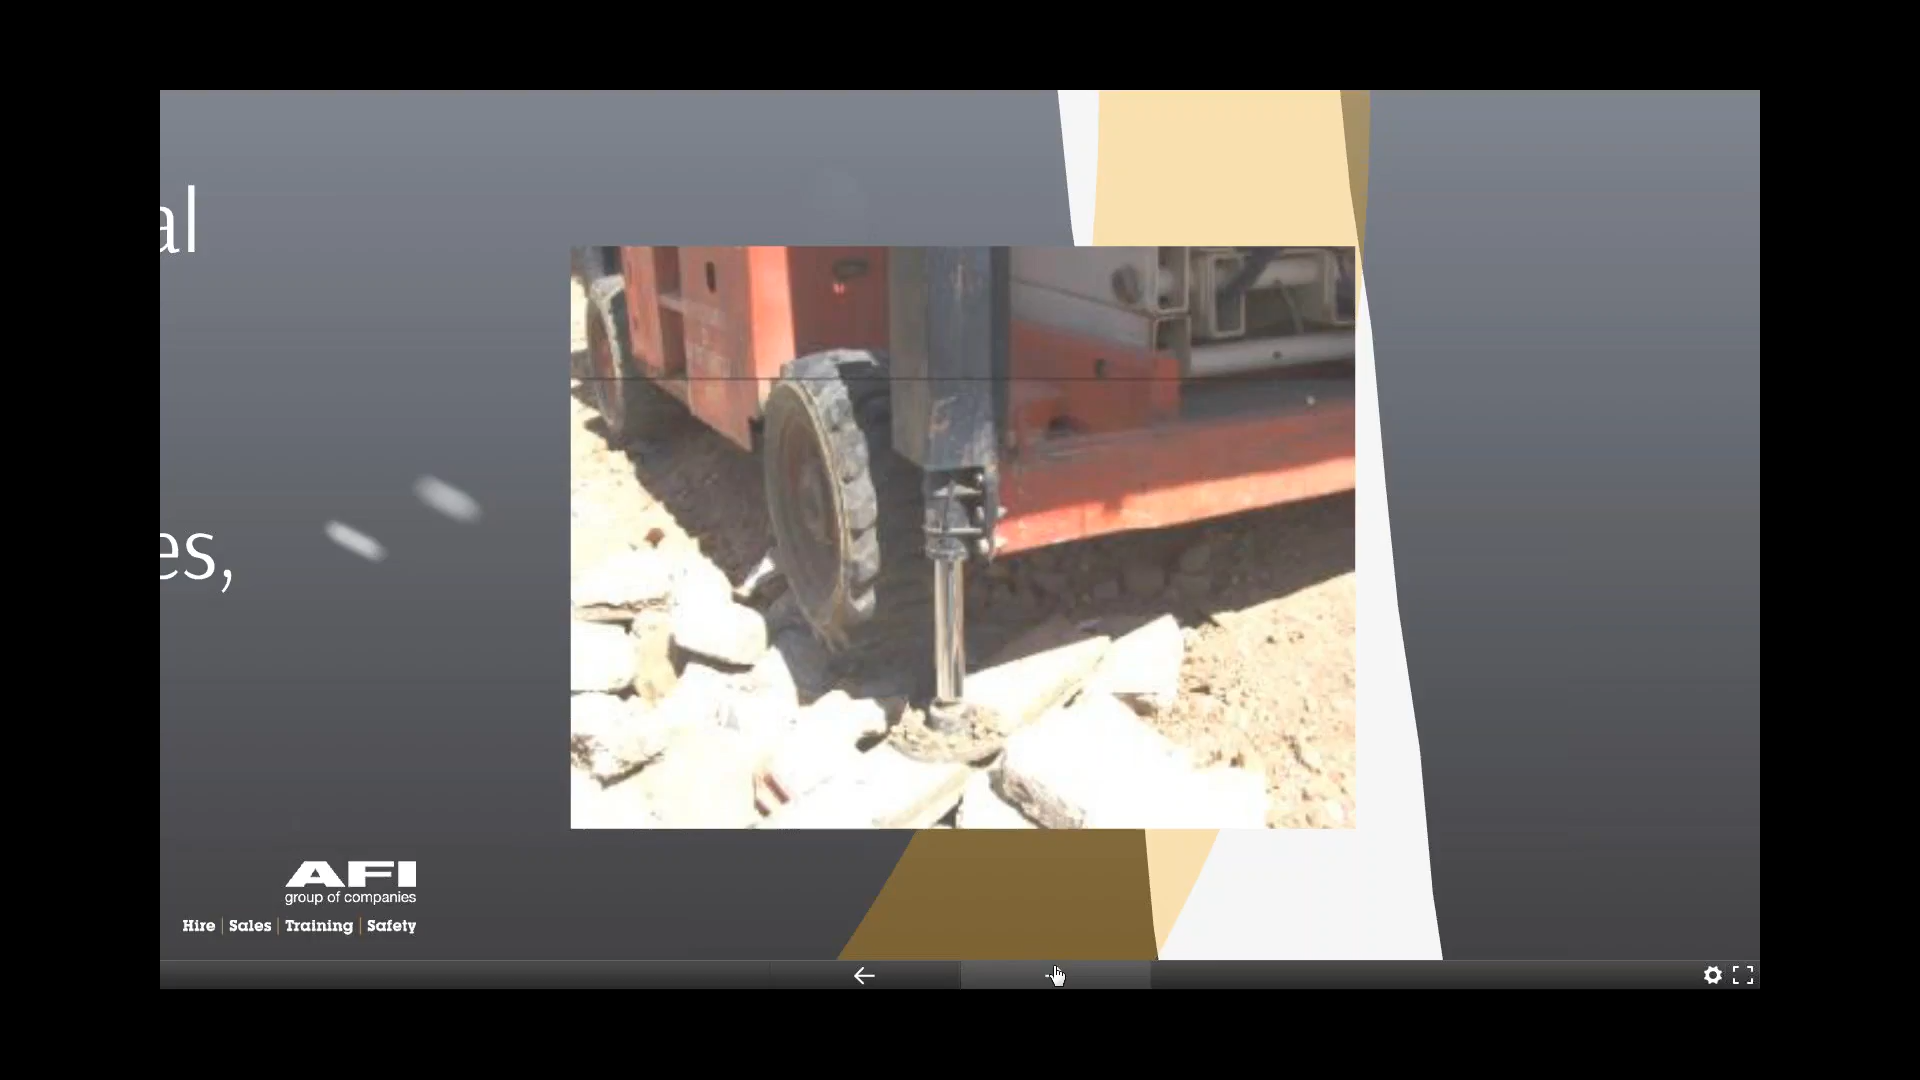 al
es,
AFI
group of companies
Hire | Sales | Training | Safety